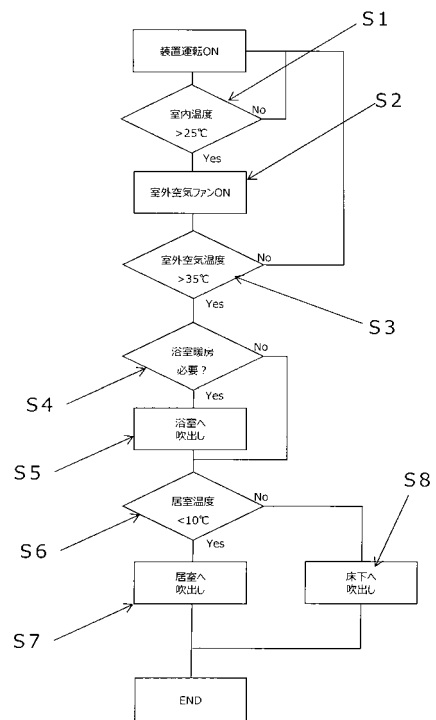 S1
装置運転ON
室内温度
>25℃
No
Yes
S2
室外空気ファンON
室外空気温度
>35℃
No
Yes
S3
浴室暖房
必要？
No
Yes
S4
浴室へ
吹出し
S5
居室温度
<10℃
No
Yes
S6
S8
居室へ
吹出し
床下へ
吹出し
S7
END